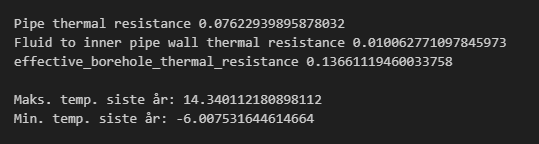 Pipe thermal resistance 0.07622939895878032
Fluid to inner pipe wall thermal resistance 0.010062771097845973
effective_borehole_thermal_resistance 0.13661119460033758
Maks. temp. siste år: 14.340112180898112
Min. temp. siste år: -6.007531644614664